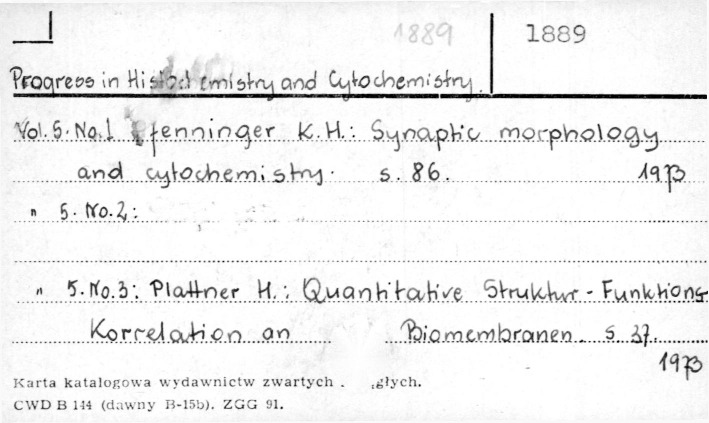 1889 1889
Progress in Histochemistry and Cytochemistry.
Vol. 5. No. 1 Pfenninger K.H.: Synaptic morphology
and cytochemistry. s. 86. 1973
" 5. No. 2:
" 5. No. 3: Plattner H.: Quantitative Struktur - Funktions-
Korrelation an Biomembranen. s. 37.
1973
Karta katalogowa wydawnictw zwartych . głych.
CWD B 144 (dawny B-15b). ZGG 91.